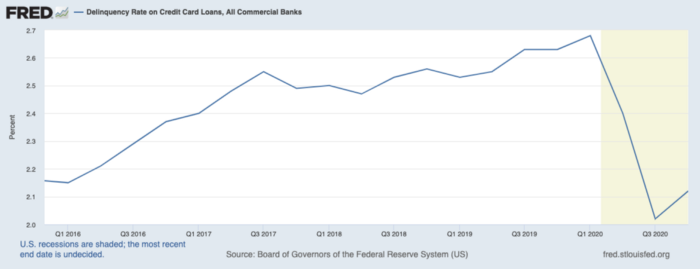 FRED
Delinquency Rate on Credit Card Loans, All Commercial Banks
2.7
2.6
2.5
2.4
2.3
2.2
2.1
2.0
Percent
Q1 2016
Q3 2016
Q1 2017
Q3 2017
Q1 2018
Q3 2018
Q1 2019
Q3 2019
Q1 2020
Q3 2020
U.S. recessions are shaded; the most recent
end date is undecided.
Source: Board of Governors of the Federal Reserve System (US)
fred.stlouisfed.org